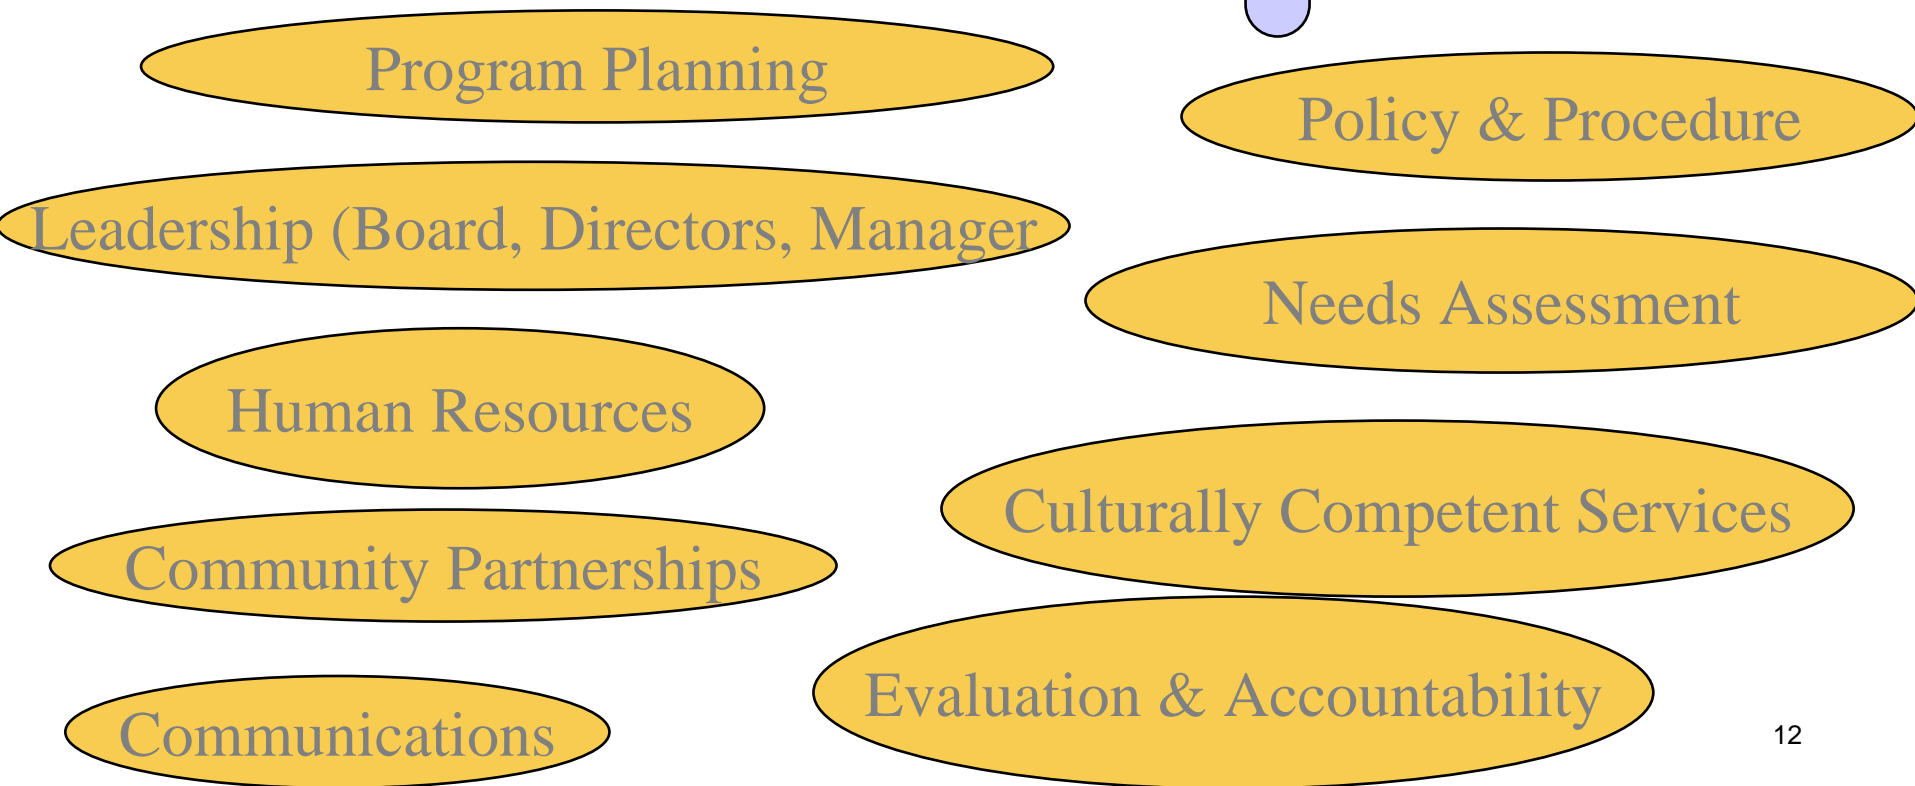 Program Planning
Policy & Procedure
Leadership (Board, Directors, Manager
Needs Assessment
Human Resources
Culturally Competent Services
Community Partnerships
Evaluation & Accountability
Communications
12